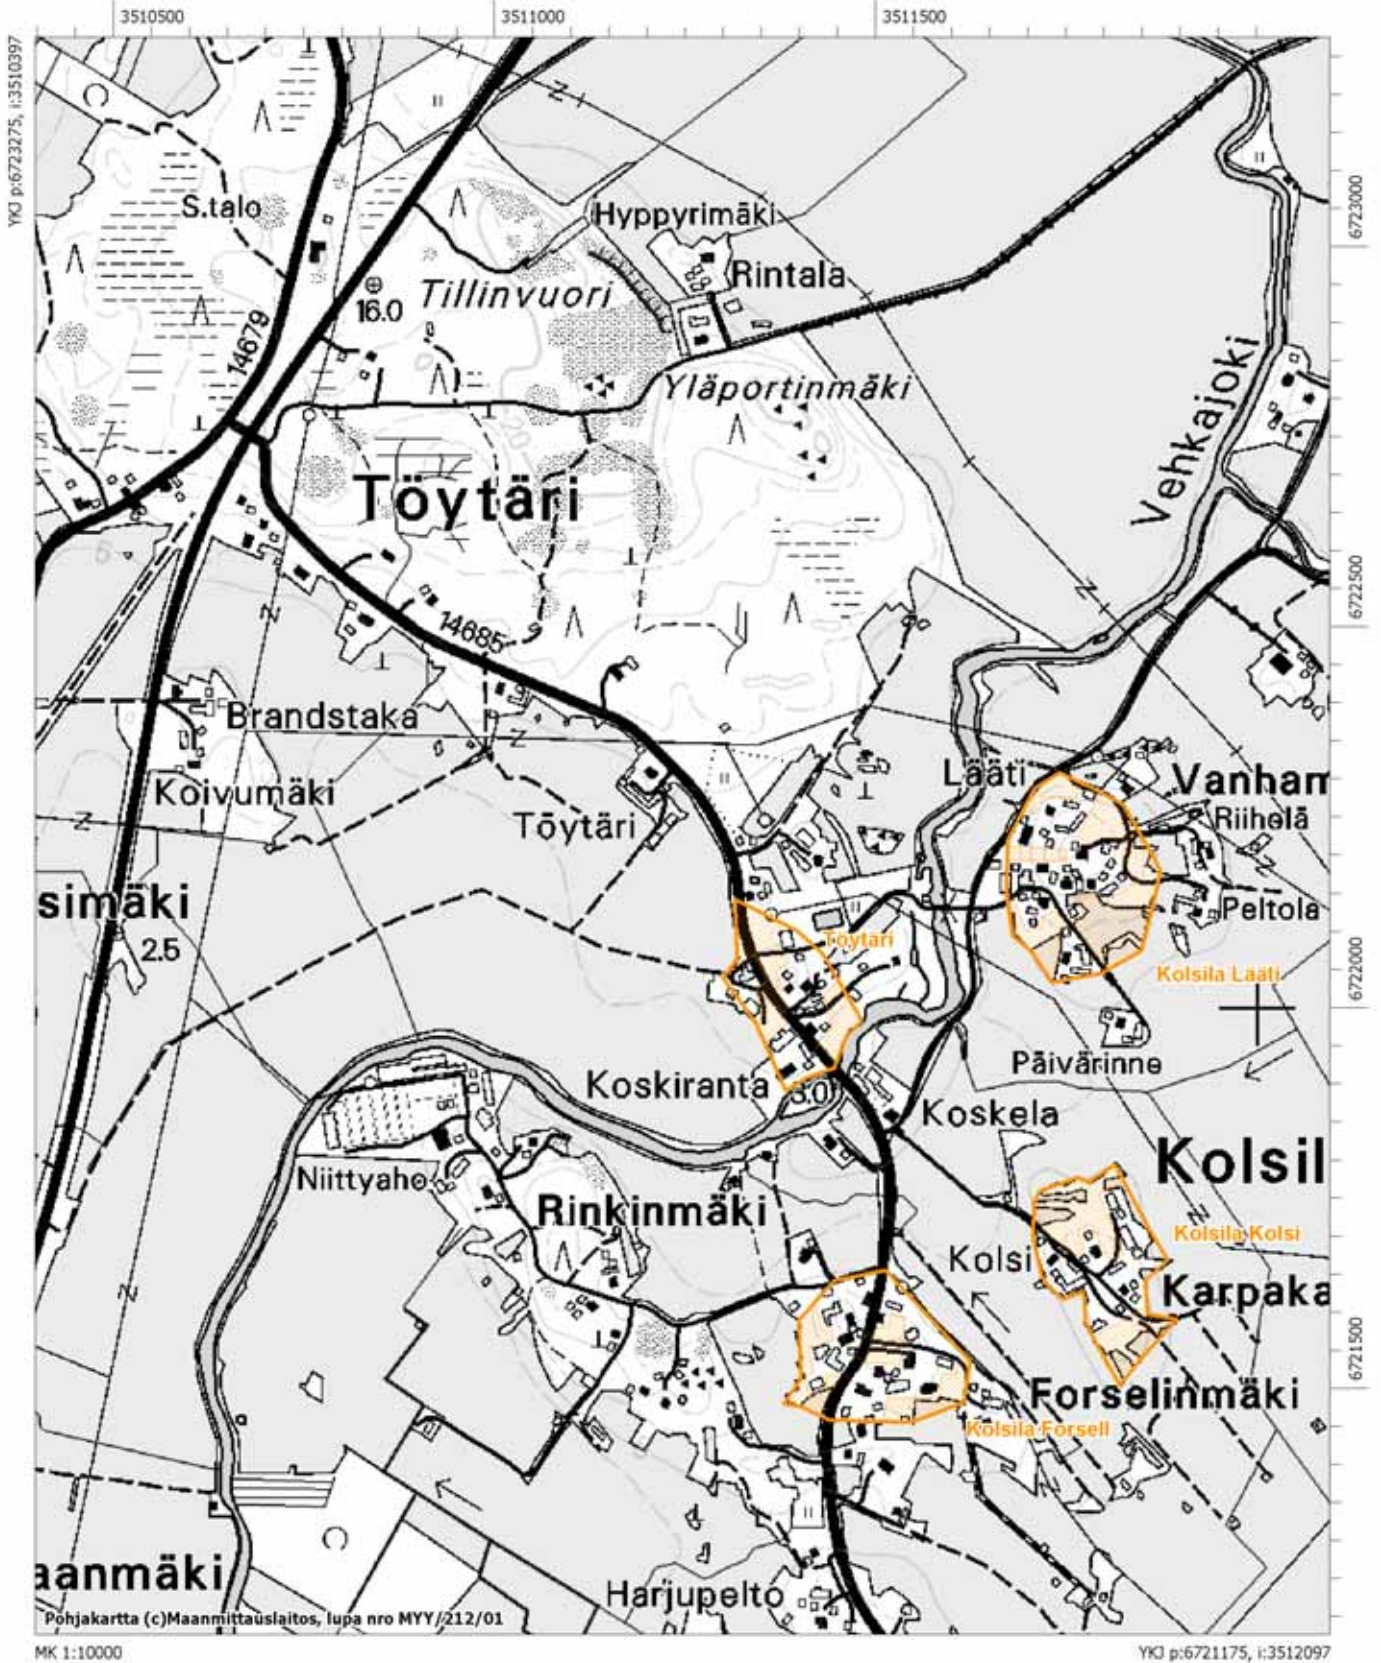 3510500
3511000
3511500
YKJ p:6723275, i:3510397
S.talo
Hyppyrimäki
6723000
Rintala
Tillinvuori
16.0
14679
Yläportinmäki
Vehkajoki
20
Töytäri
6722500
14685
Brandstaka
Koivumäki
Lääti
Vanham
Riihelä
Töytäri
simäki
2.5
Peltola
Töytäri
Kolsila Lääti
6722000
Päivärinne
Koskiranta
3.0
Koskela
Kolsil
Niittyaho
Rinkinmäki
Kolsila Kolsi
Kolsi
Karpaka
6721500
Forselinmäki
Kolsila Forsell
aanmäki
Harjupelto
Pohjakartta (c)Maanmittauslaitos, lupa nro MYY/212/01
MK 1:10000
YKJ p:6721175, i:3512097